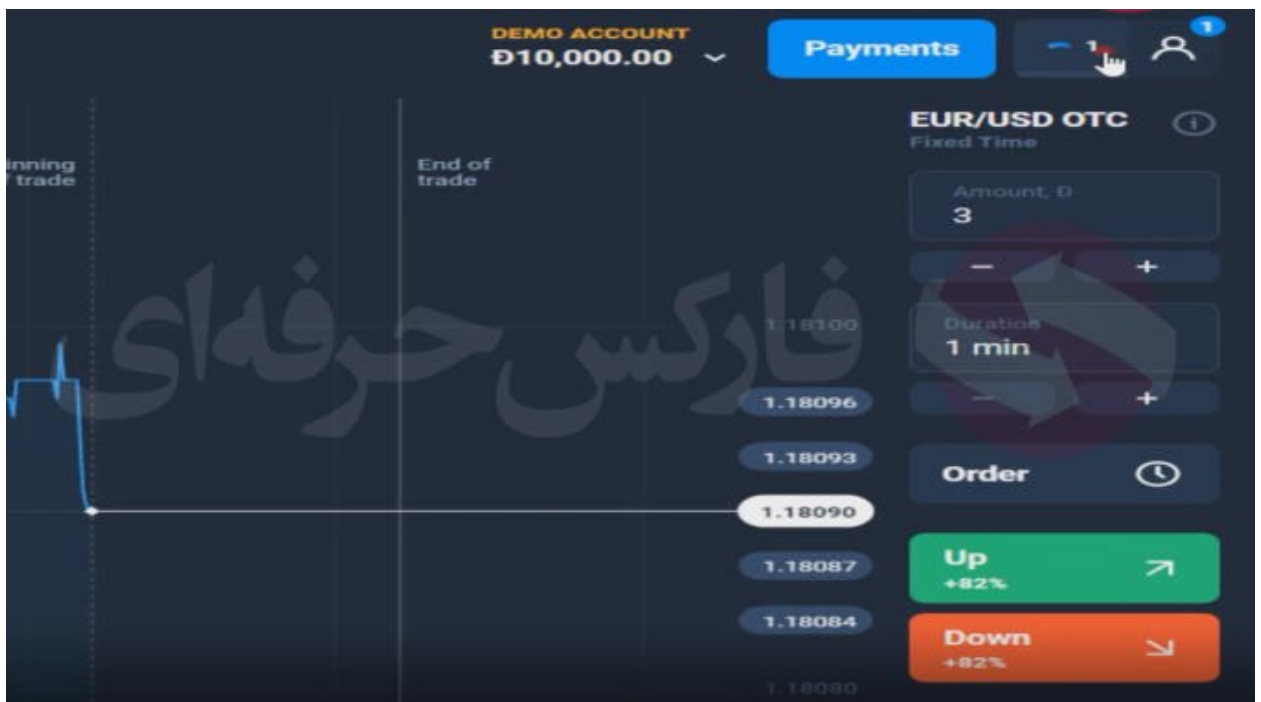 DEMO ACCOUNT
Đ10,000.00
Payments
1
1
EUR/USD OTC
Fixed Time
inning
trade
End of
trade
Amount, Đ
3
فارکس حرفه‌ای
1.18100
Duration
1 min
1.18096
1.18093
Order
1.18090
Up
+82%
1.18087
1.18084
Down
+82%
1.18080